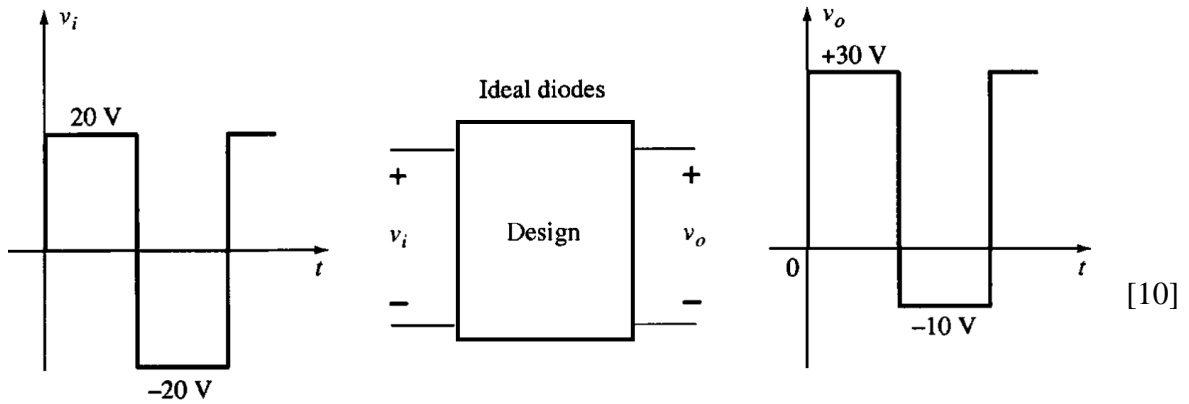 v_i
20 V
t
−20 V
Ideal diodes
+
v_i
−
Design
+
v_o
−
v_o
+30 V
0
t
−10 V
[10]